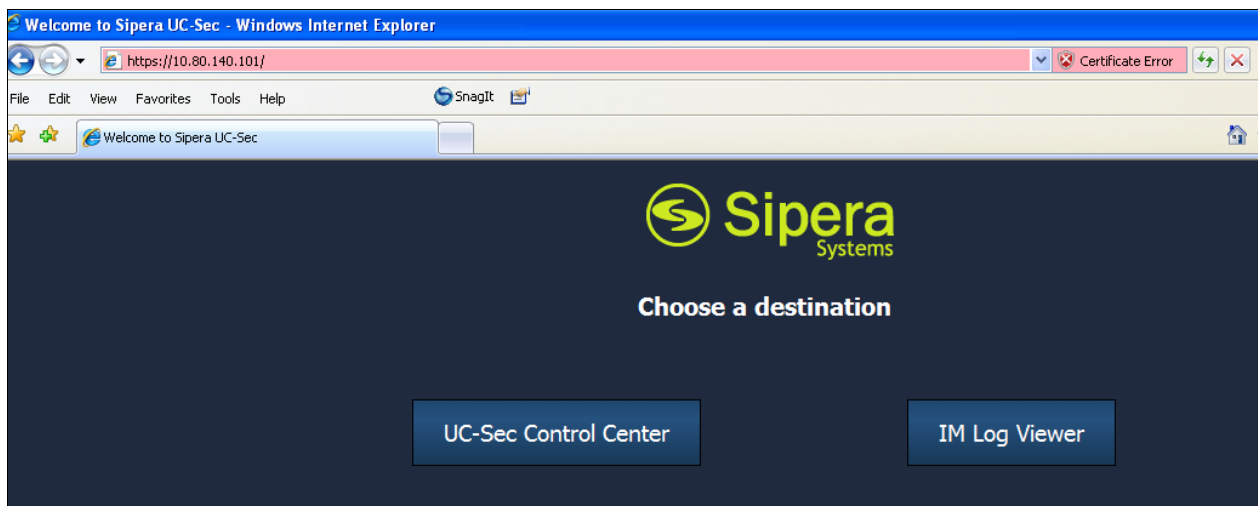 Welcome to Sipera UC-Sec - Windows Internet Explorer
https://10.80.140.101/ Certificate Error
File Edit View Favorites Tools Help SnagIt
Welcome to Sipera UC-Sec
Sipera
Systems
Choose a destination
UC-Sec Control Center IM Log Viewer